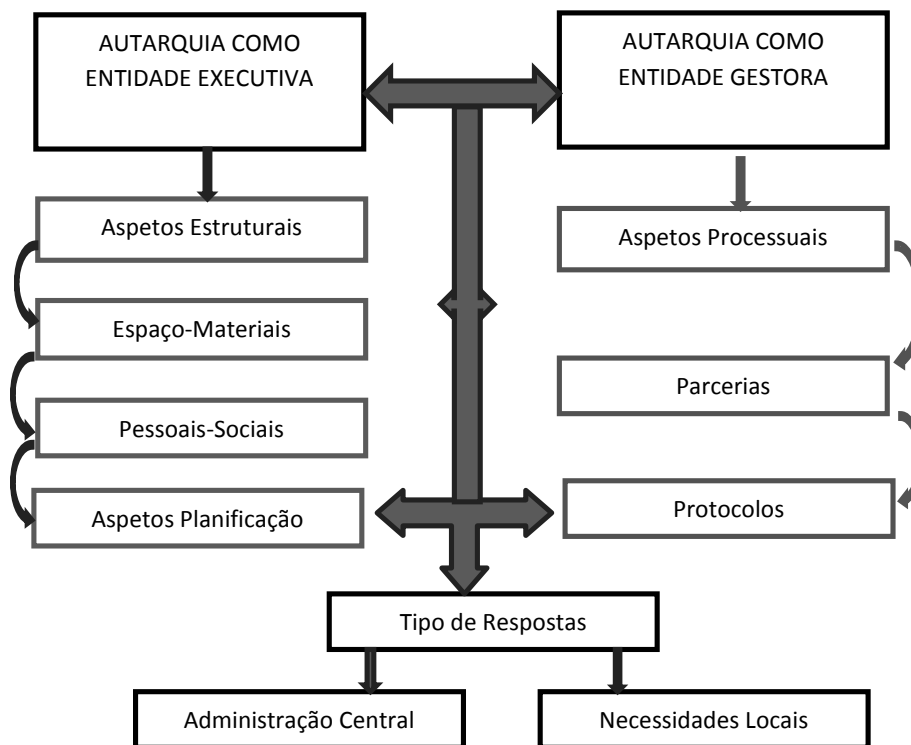 AUTARQUIA COMO
ENTIDADE EXECUTIVA
AUTARQUIA COMO
ENTIDADE GESTORA
Aspetos Estruturais
Aspetos Processuais
Espaço-Materiais
Parcerias
Pessoais-Sociais
Aspetos Planificação
Protocolos
Tipo de Respostas
Administração Central
Necessidades Locais